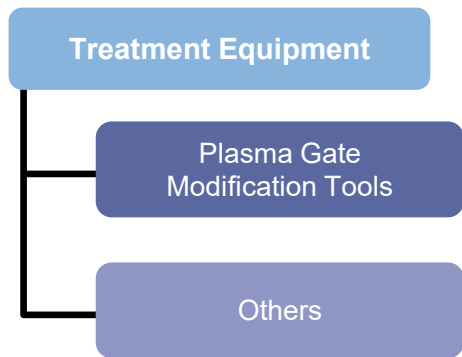 Treatment Equipment
Plasma Gate
Modification Tools
Others